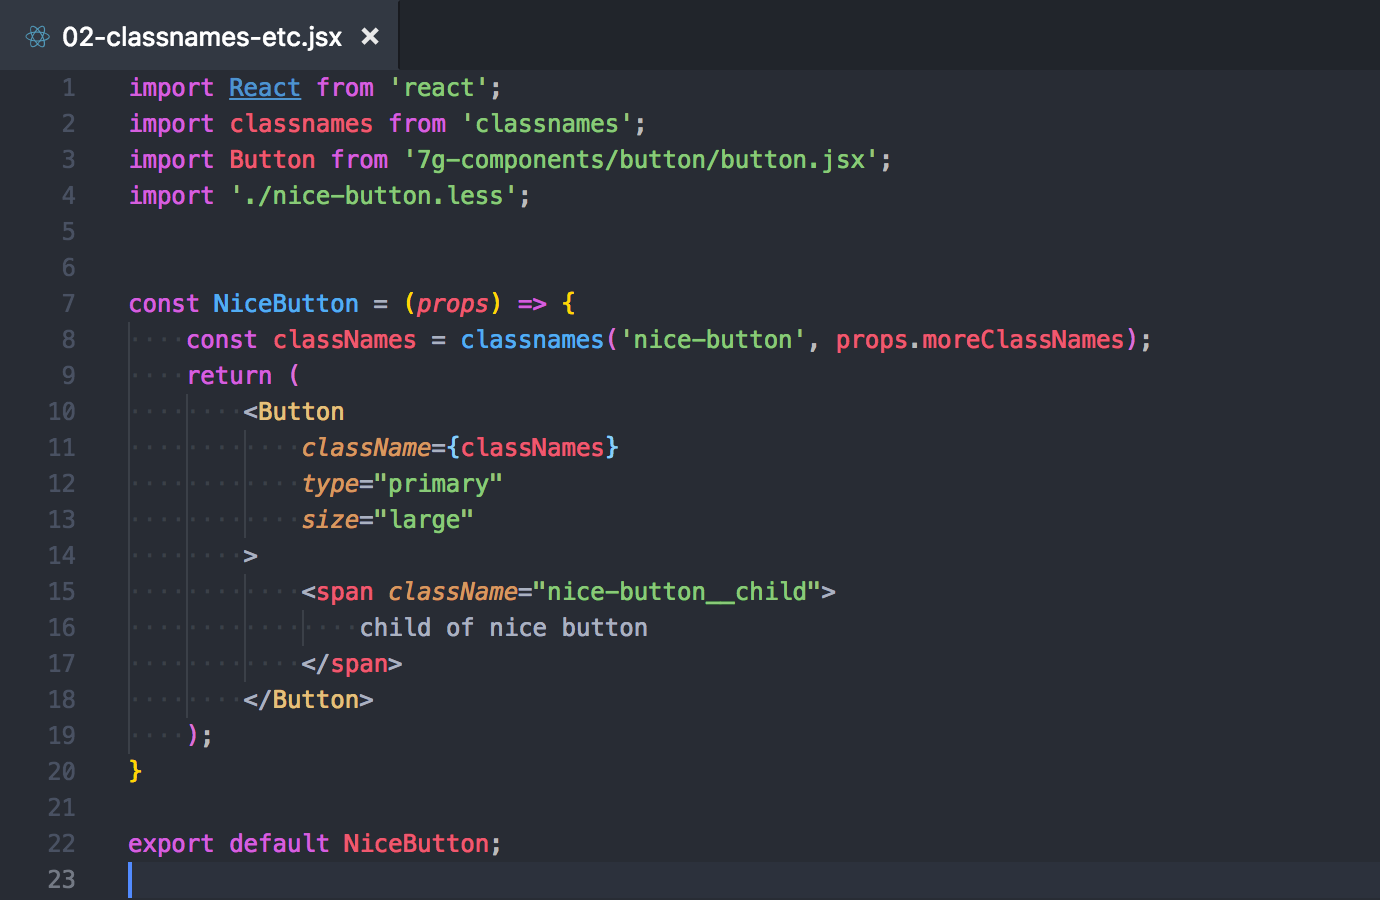 02-classnames-etc.jsx ×
1 import React from 'react';
2 import classnames from 'classnames';
3 import Button from '7g-components/button/button.jsx';
4 import './nice-button.less';
5
6
7 const NiceButton = (props) => {
8     const classNames = classnames('nice-button', props.moreClassNames);
9     return (
10         <Button
11             className={classNames}
12             type="primary"
13             size="large"
14         >
15             <span className="nice-button__child">
16                 child of nice button
17             </span>
18         </Button>
19     );
20 }
21
22 export default NiceButton;
23